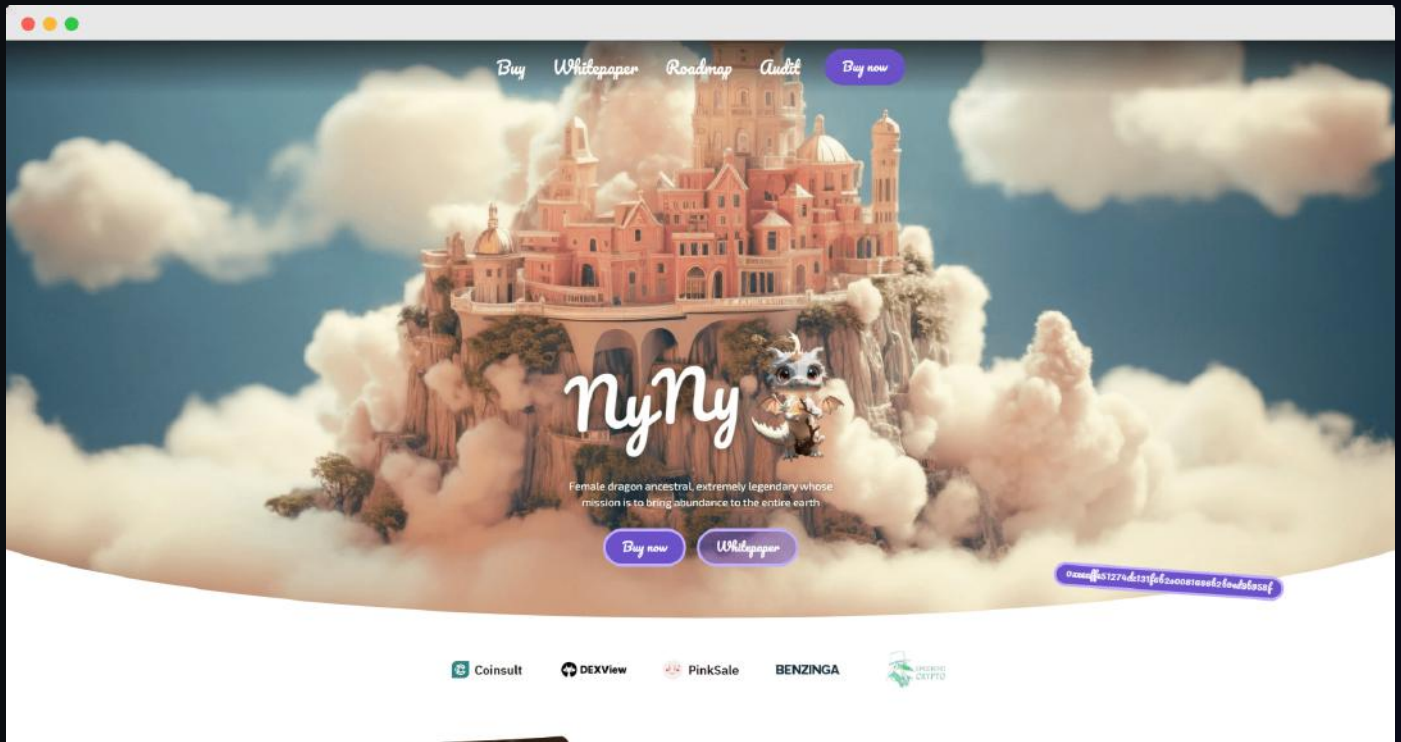 Buy Whitepaper Roadmap Audit Buy now
NyNy
Female dragon ancestral, extremely legendary whose
mission is to bring abundance to the entire earth
Buy now Whitepaper
Coinsult DEXView PinkSale BENZINGA
CRYPTO